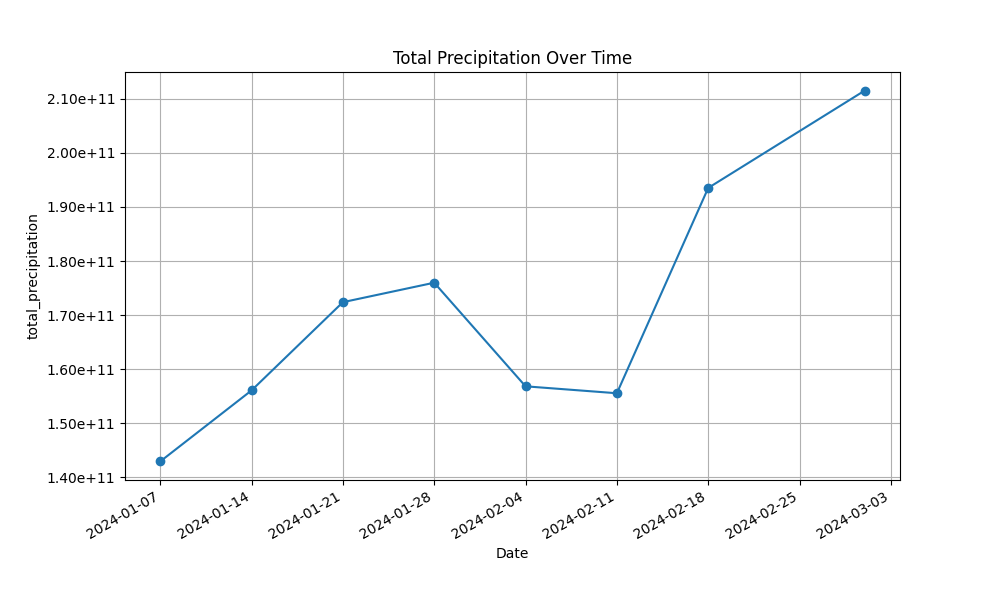 Total Precipitation Over Time
total_precipitation
2.10e+11
2.00e+11
1.90e+11
1.80e+11
1.70e+11
1.60e+11
1.50e+11
1.40e+11
2024-01-07
2024-01-14
2024-01-21
2024-01-28
2024-02-04
2024-02-11
2024-02-18
2024-02-25
2024-03-03
Date